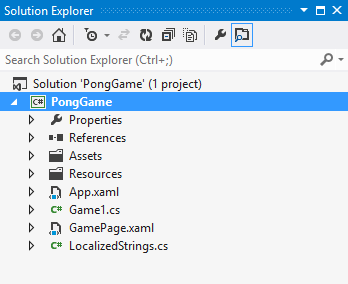 Solution Explorer
Search Solution Explorer (Ctrl+;)
Solution 'PongGame' (1 project)
C# PongGame
Properties
References
Assets
Resources
App.xaml
C# Game1.cs
GamePage.xaml
C# LocalizedStrings.cs